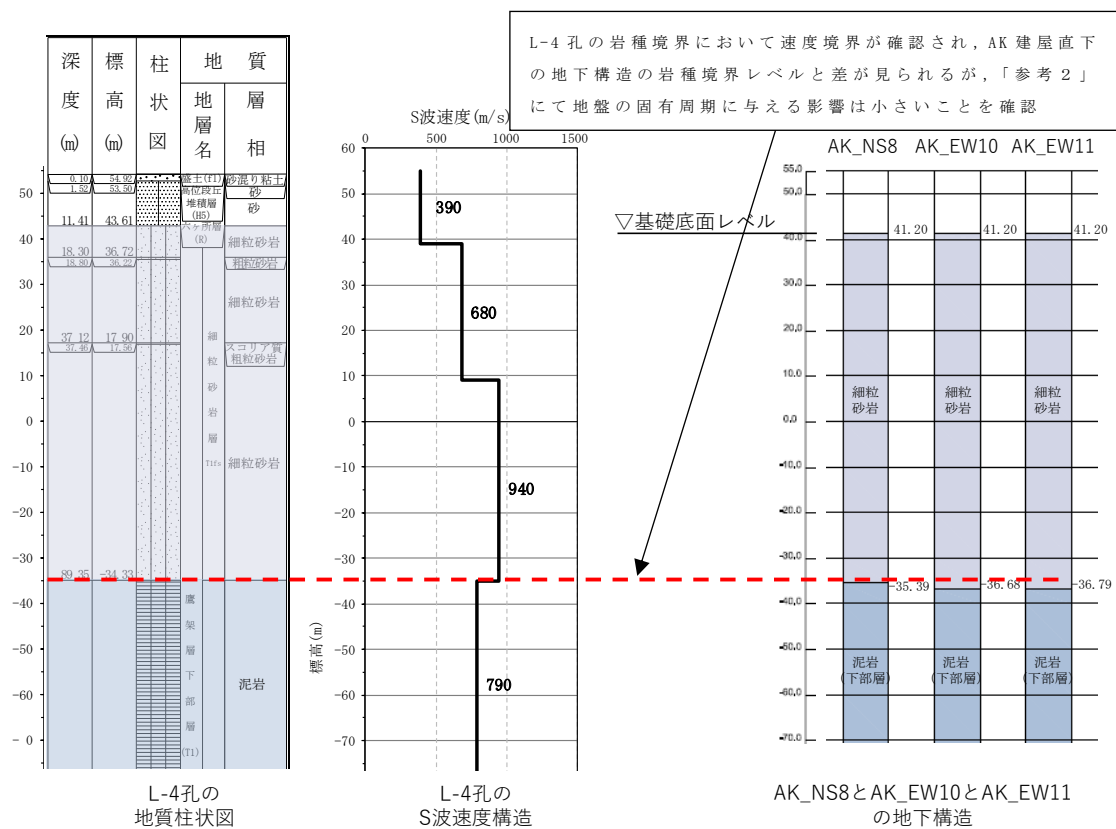 L-4孔の岩種境界において速度境界が確認され,AK建屋直下
の地下構造の岩種境界レベルと差が見られるが,「参考2」
にて地盤の固有周期に与える影響は小さいことを確認
深度(m)
標高(m)
柱状図
地質
地層名
層相
0.10 54.92 盛土(f1) 砂混り粘土
1.52 53.50 高位段丘堆積層(H5) 砂
砂
11.41 43.61
六ヶ所層(R)
細粒砂岩
18.30 36.72
18.80 36.22 粗粒砂岩
細粒砂岩
37.12 17.90
37.46 17.56 スコリア質
粗粒砂岩
細粒砂岩層
T1fs
細粒砂岩
89.35 -34.33
鷹架層下部層
(T1)
泥岩
50
40
30
20
10
0
-10
-20
-30
-40
-50
-60
- 0
L-4孔の
地質柱状図
S波速度(m/s)
0 500 1000 1500
60
50
40
30
20
10
0
-10
-20
-30
-40
-50
-60
-70
標高(m)
390
680
940
790
L-4孔の
S波速度構造
▽基礎底面レベル
AK_NS8 AK_EW10 AK_EW11
55.0
50.0
40.0
30.0
20.0
10.0
0.0
-10.0
-20.0
-30.0
-40.0
-50.0
-60.0
-70.0
41.20 41.20 41.20
細粒 細粒 細粒
砂岩 砂岩 砂岩
-35.39 -36.68 -36.79
泥岩 泥岩 泥岩
(下部層) (下部層) (下部層)
AK_NS8とAK_EW10とAK_EW11
の地下構造